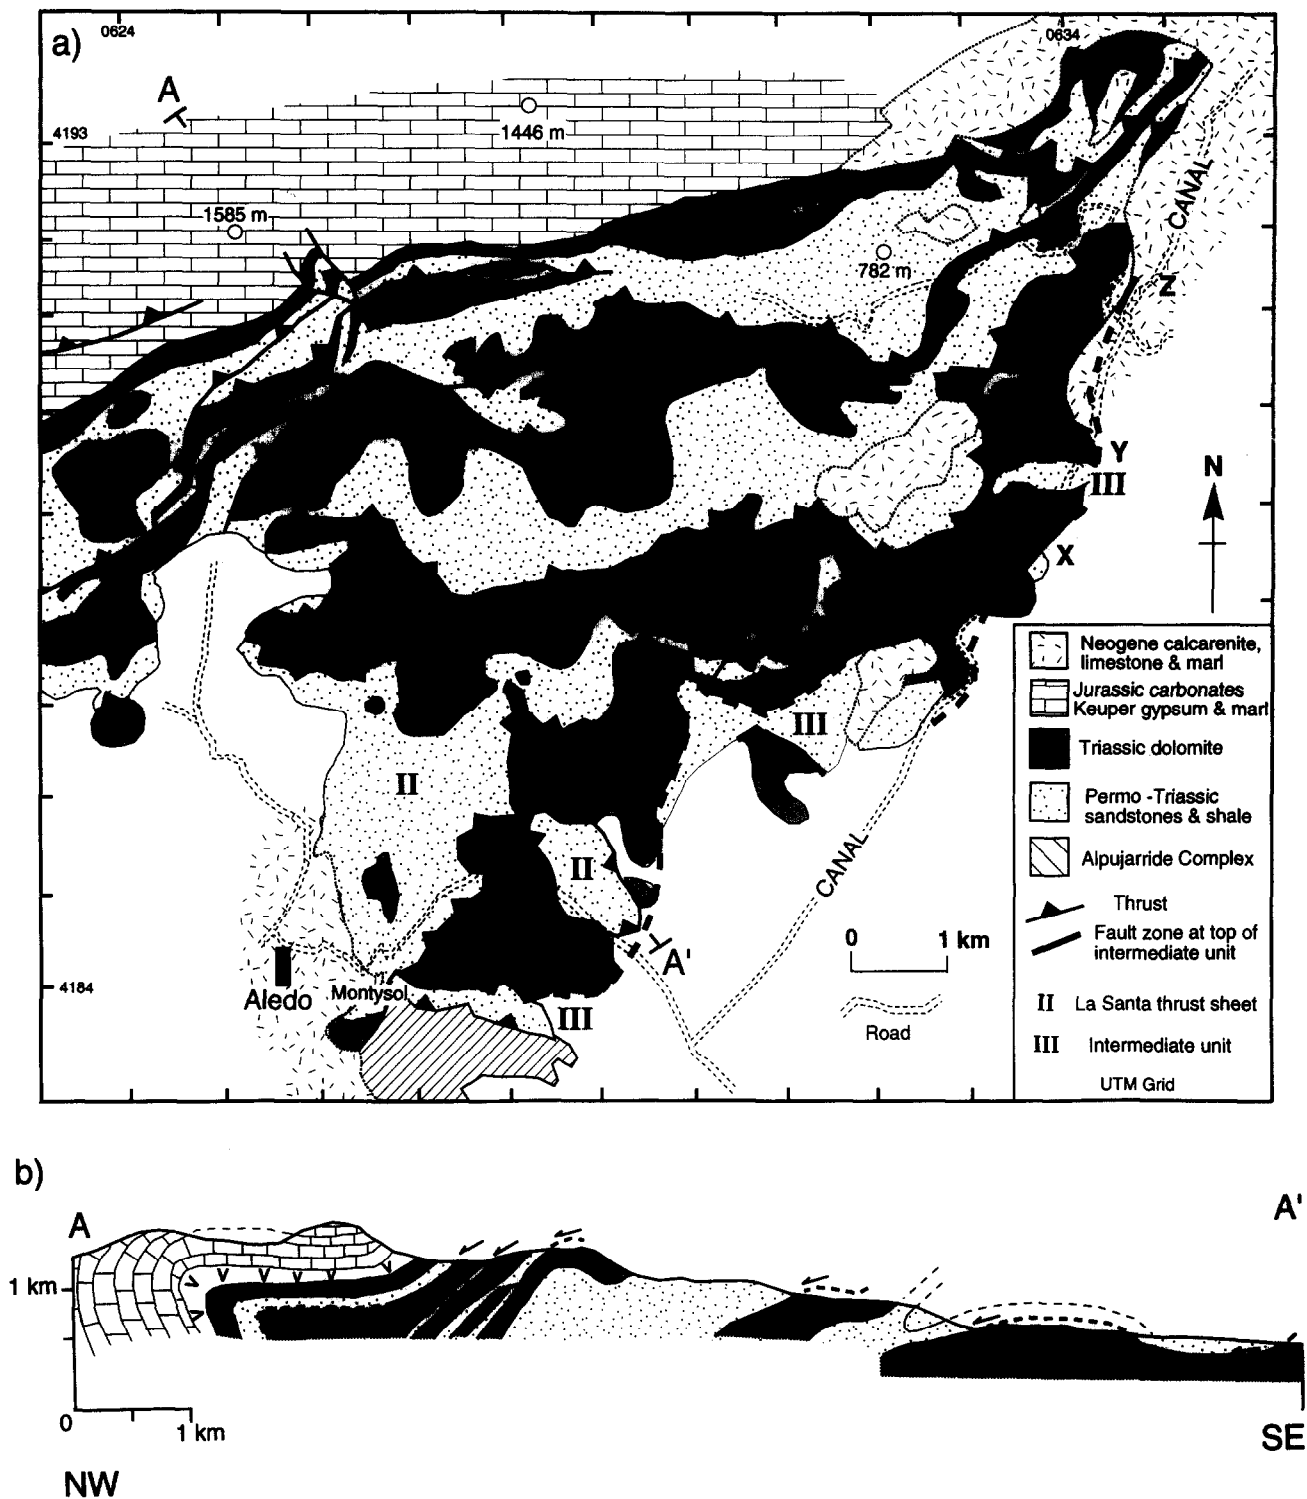 a)
0624
0634
A
4193
1446 m
1585 m
782 m
CANAL
Z
Y
III
N
X
III
II
II
CANAL
0 1 km
A'
Aledo
Montysol
4184
III
Road
Neogene calcarenite,
limestone & marl
Jurassic carbonates
Keuper gypsum & marl
Triassic dolomite
Permo -Triassic
sandstones & shale
Alpujarride Complex
Thrust
Fault zone at top of
intermediate unit
II La Santa thrust sheet
III Intermediate unit
UTM Grid
b)
A
A'
1 km
0
1 km
NW
SE